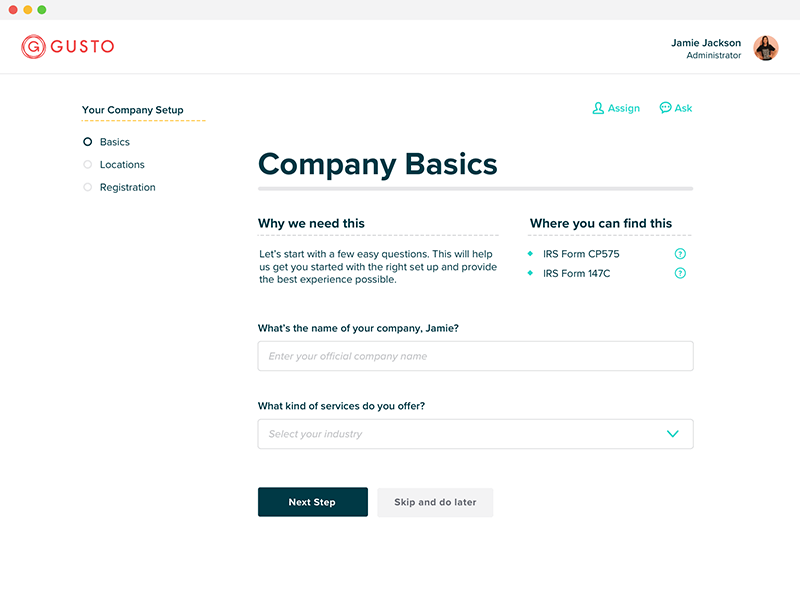 GUSTO
Jamie Jackson
Administrator
Your Company Setup
Basics
Locations
Registration
Assign
Ask
Company Basics
Why we need this
Let's start with a few easy questions. This will help
us get you started with the right set up and provide
the best experience possible.
Where you can find this
IRS Form CP575 ?
IRS Form 147C ?
What's the name of your company, Jamie?
Enter your official company name
What kind of services do you offer?
Select your industry
Next Step
Skip and do later